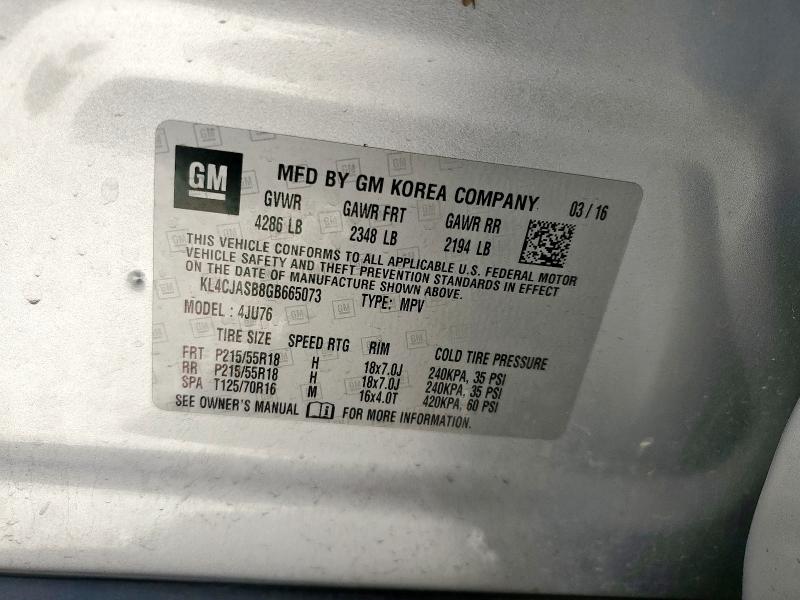 GM
MFD BY GM KOREA COMPANY 03 / 16
GVWR GAWR FRT GAWR RR
4286 LB 2348 LB 2194 LB
THIS VEHICLE CONFORMS TO ALL APPLICABLE U.S. FEDERAL MOTOR
VEHICLE SAFETY AND THEFT PREVENTION STANDARDS IN EFFECT
ON THE DATE OF MANUFACTURE SHOWN ABOVE.
KL4CJASB8GB665073 TYPE: MPV
MODEL : 4JU76
TIRE SIZE SPEED RTG RIM COLD TIRE PRESSURE
FRT P215/55R18 H 18x7.0J 240KPA, 35 PSI
RR P215/55R18 H 18x7.0J 240KPA, 35 PSI
SPA T125/70R16 M 16x4.0T 420KPA, 60 PSI
SEE OWNER'S MANUAL FOR MORE INFORMATION.